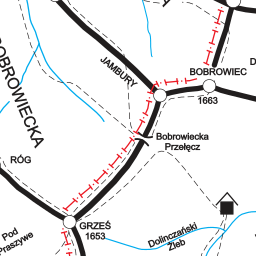 BOBROWIECKA
JAMBURY
BOBROWIEC
1663
Bobrowiecka
Przełęcz
RÓG
GRZEŚ
1653
Pod
Praszywe
Dolinczański
Żleb